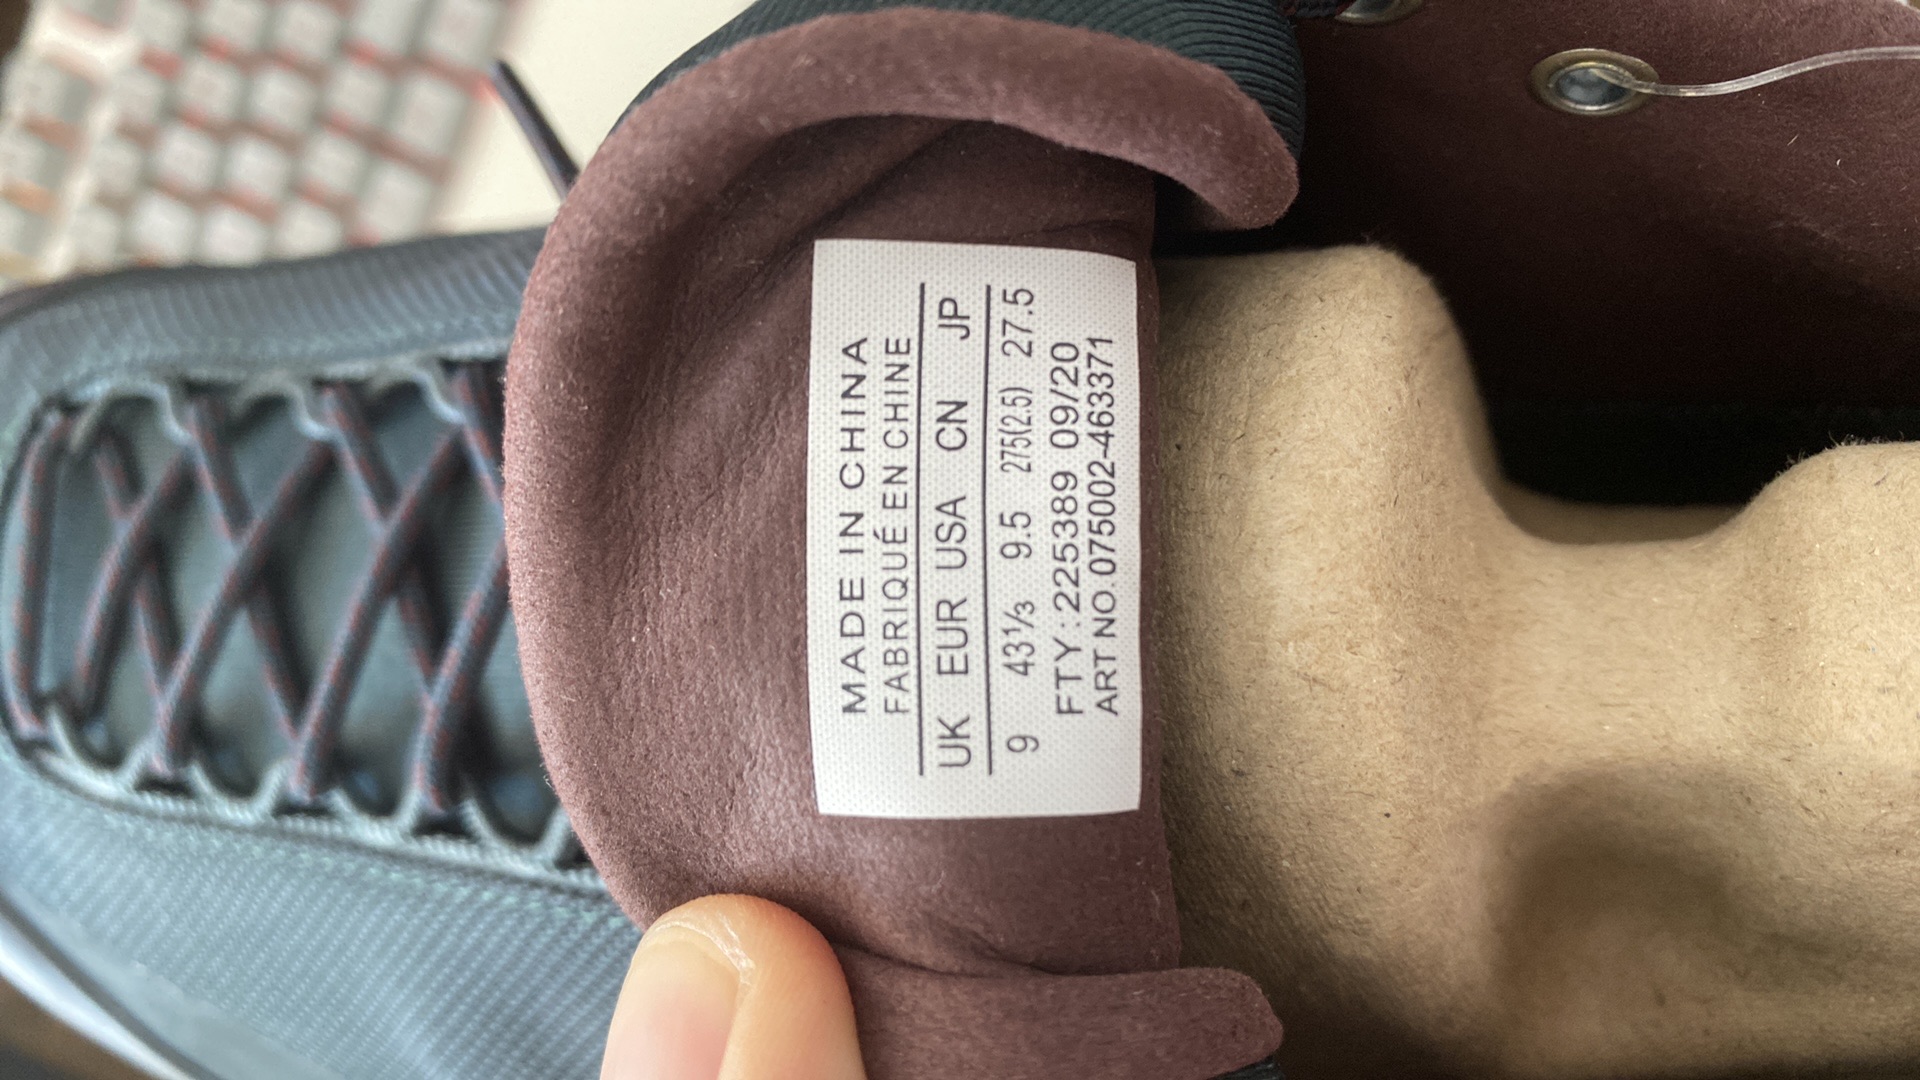 MADE IN CHINA
FABRIQUÉ EN CHINE
UK EUR USA CN JP
9 43⅓ 9.5 275(2.5) 27.5
FTY:225389 09/20
ART NO.075002-463371